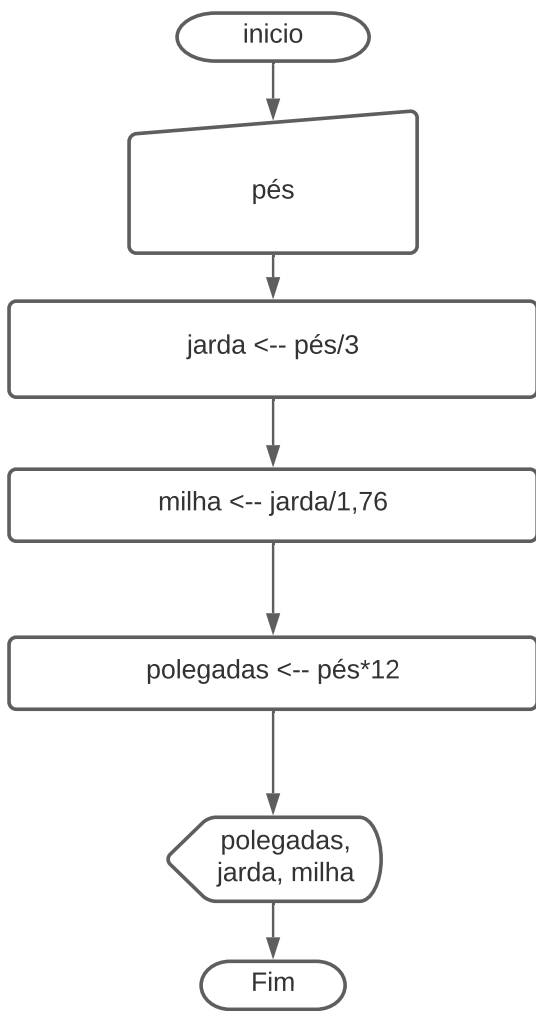 inicio
pés
jarda <-- pés/3
milha <-- jarda/1,76
polegadas <-- pés*12
polegadas,
jarda, milha
Fim